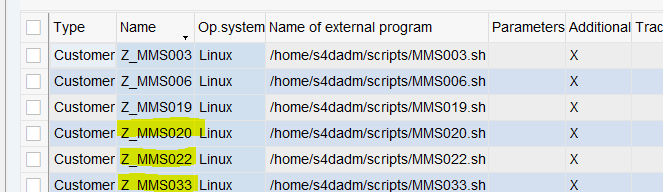 Type Name Op.system Name of external program Parameters Additional Trac
Customer Z_MMS003 Linux /home/s4dadm/scripts/MMS003.sh X
Customer Z_MMS006 Linux /home/s4dadm/scripts/MMS006.sh X
Customer Z_MMS019 Linux /home/s4dadm/scripts/MMS019.sh X
Customer Z_MMS020 Linux /home/s4dadm/scripts/MMS020.sh X
Customer Z_MMS022 Linux /home/s4dadm/scripts/MMS022.sh X
Customer Z_MMS033 Linux /home/s4dadm/scripts/MMS033.sh X